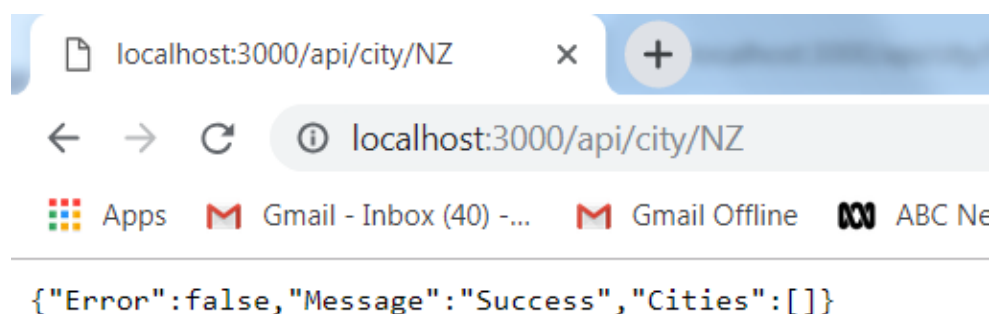 localhost:3000/api/city/NZ
localhost:3000/api/city/NZ
Apps Gmail - Inbox (40) -... Gmail Offline ABC Ne
{"Error":false,"Message":"Success","Cities":[]}